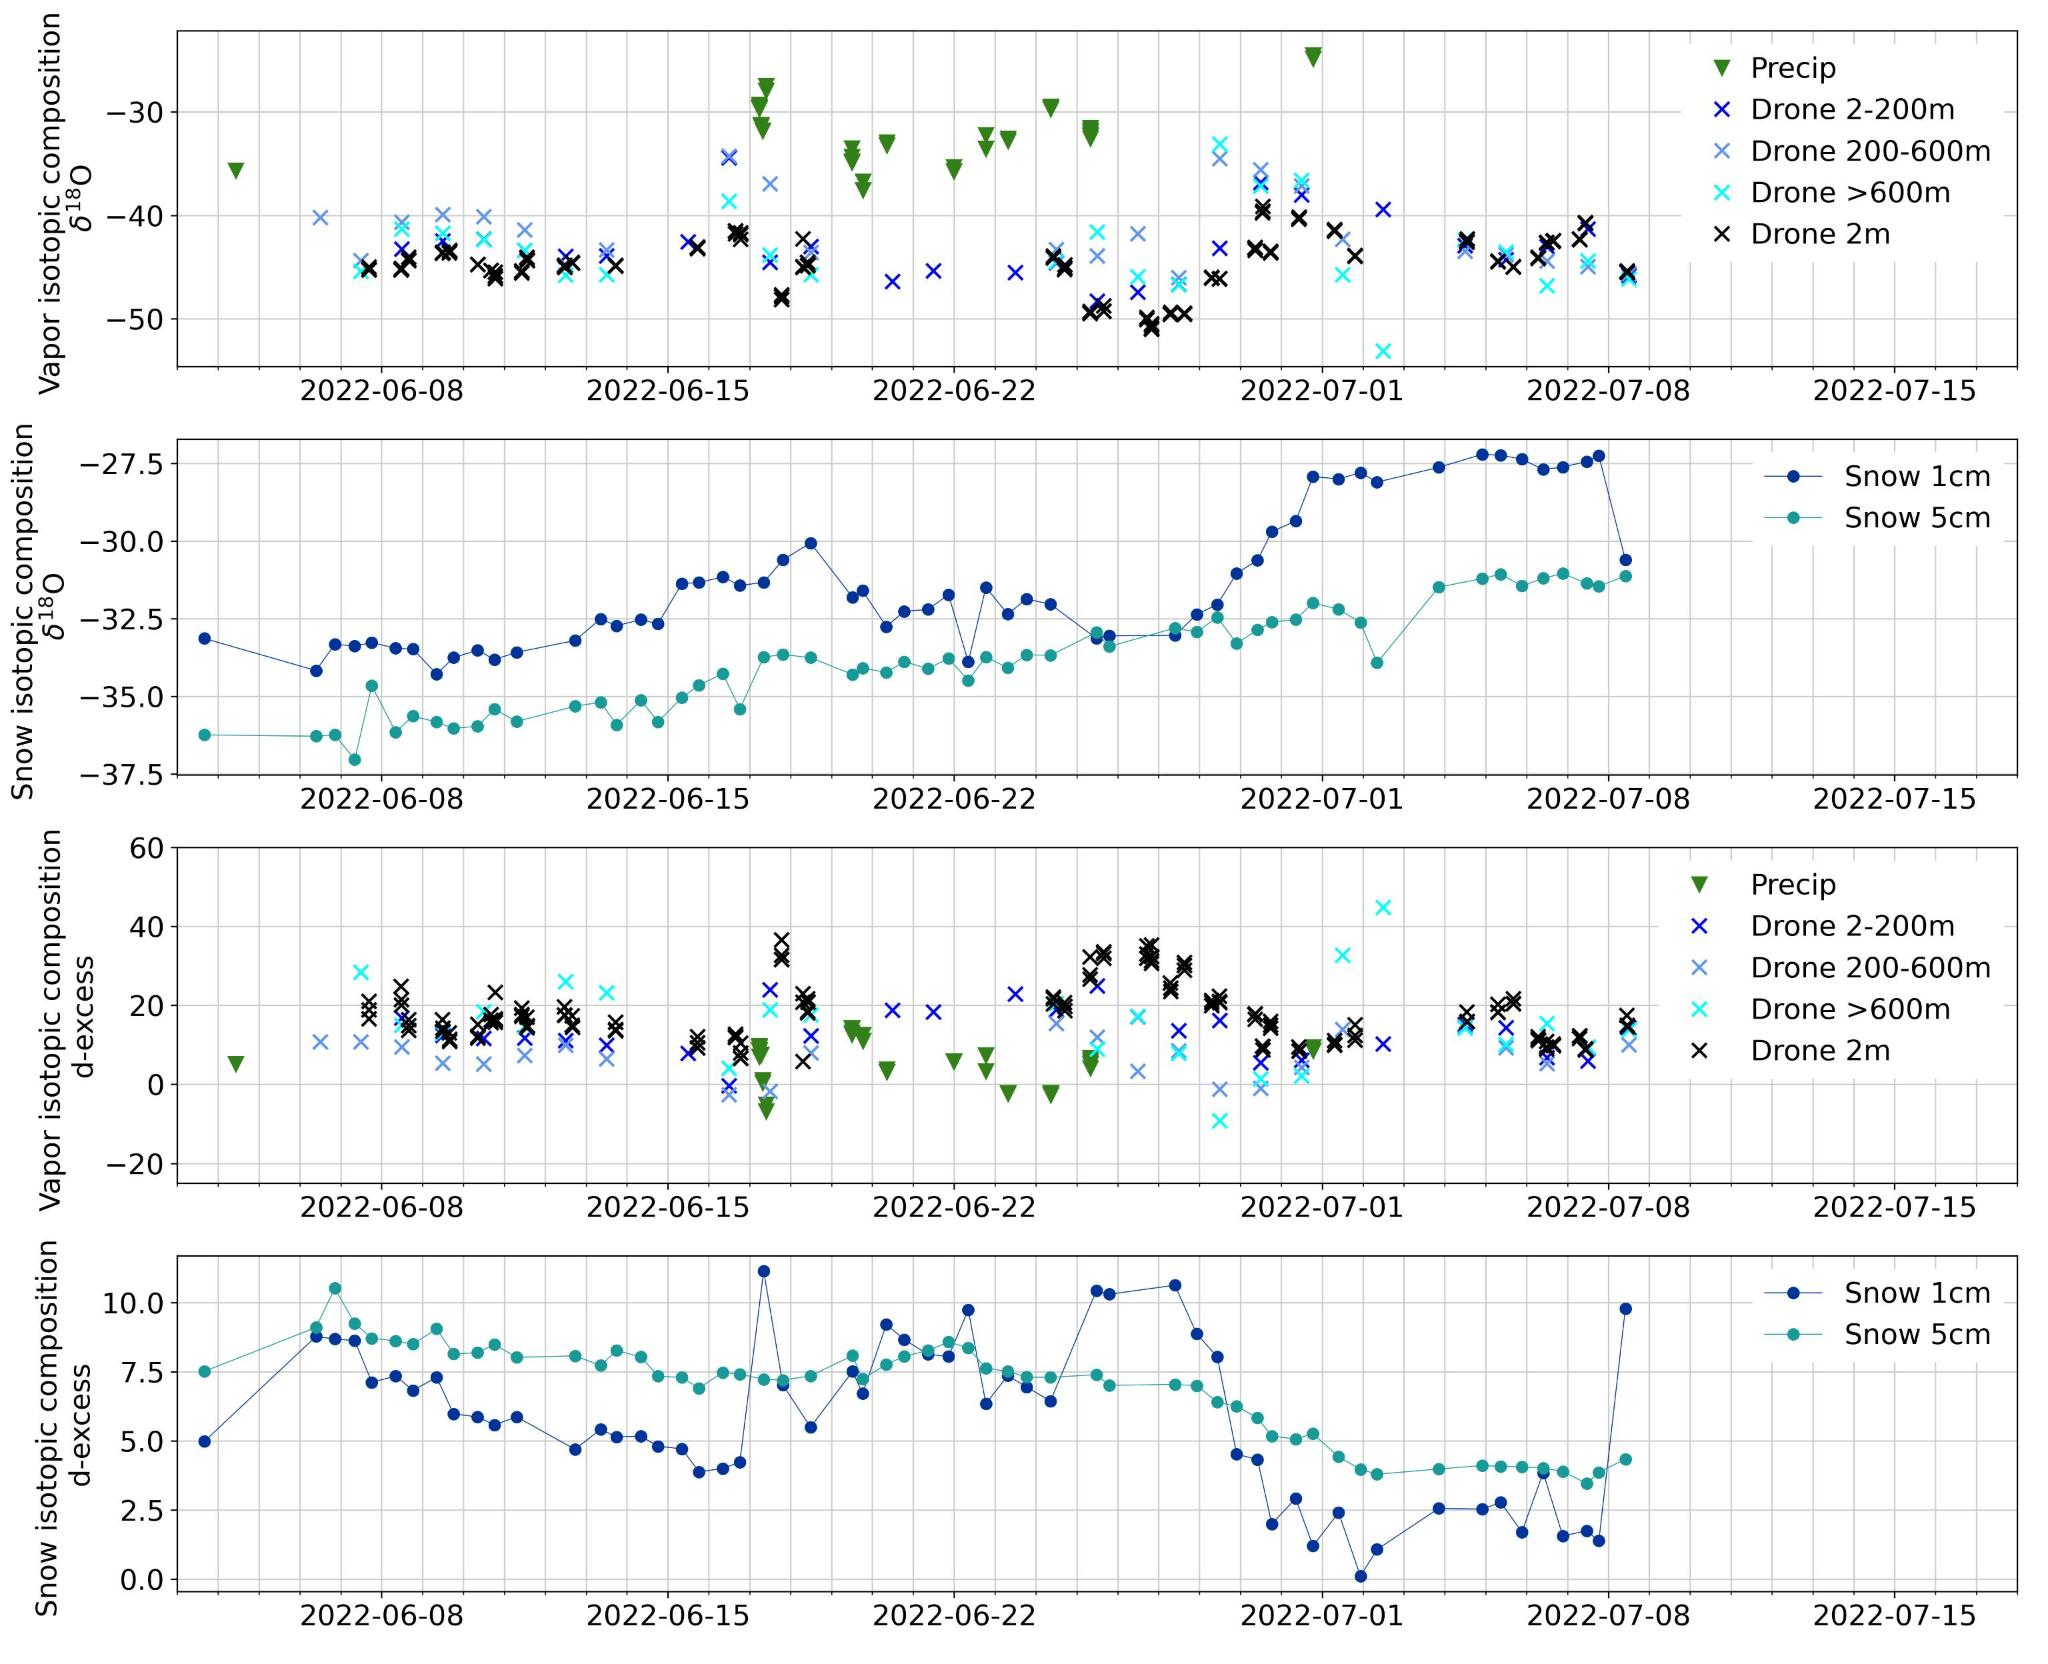 Vapor isotopic composition
δ¹⁸O
−30
−40
−50
Precip
Drone 2-200m
Drone 200-600m
Drone >600m
Drone 2m
2022-06-08 2022-06-15 2022-06-22 2022-07-01 2022-07-08 2022-07-15
Snow isotopic composition
δ¹⁸O
−27.5
−30.0
−32.5
−35.0
−37.5
Snow 1cm
Snow 5cm
2022-06-08 2022-06-15 2022-06-22 2022-07-01 2022-07-08 2022-07-15
Vapor isotopic composition
d-excess
60
40
20
0
−20
Precip
Drone 2-200m
Drone 200-600m
Drone >600m
Drone 2m
2022-06-08 2022-06-15 2022-06-22 2022-07-01 2022-07-08 2022-07-15
Snow isotopic composition
d-excess
10.0
7.5
5.0
2.5
0.0
Snow 1cm
Snow 5cm
2022-06-08 2022-06-15 2022-06-22 2022-07-01 2022-07-08 2022-07-15